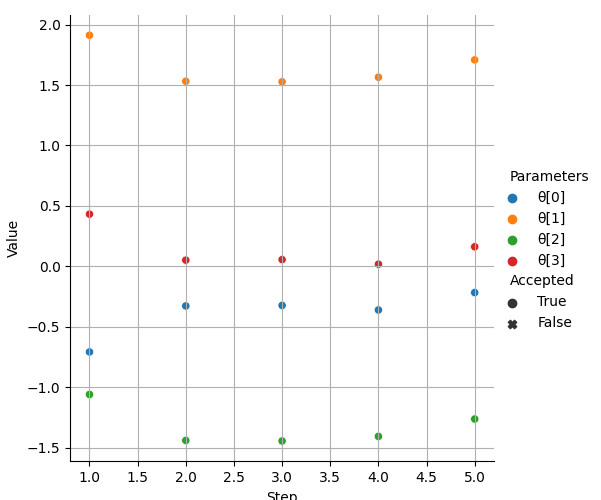 2.0
1.5
1.0
0.5
0.0
−0.5
−1.0
−1.5
Value
1.0 1.5 2.0 2.5 3.0 3.5 4.0 4.5 5.0
Step
Parameters
θ[0]
θ[1]
θ[2]
θ[3]
Accepted
True
False